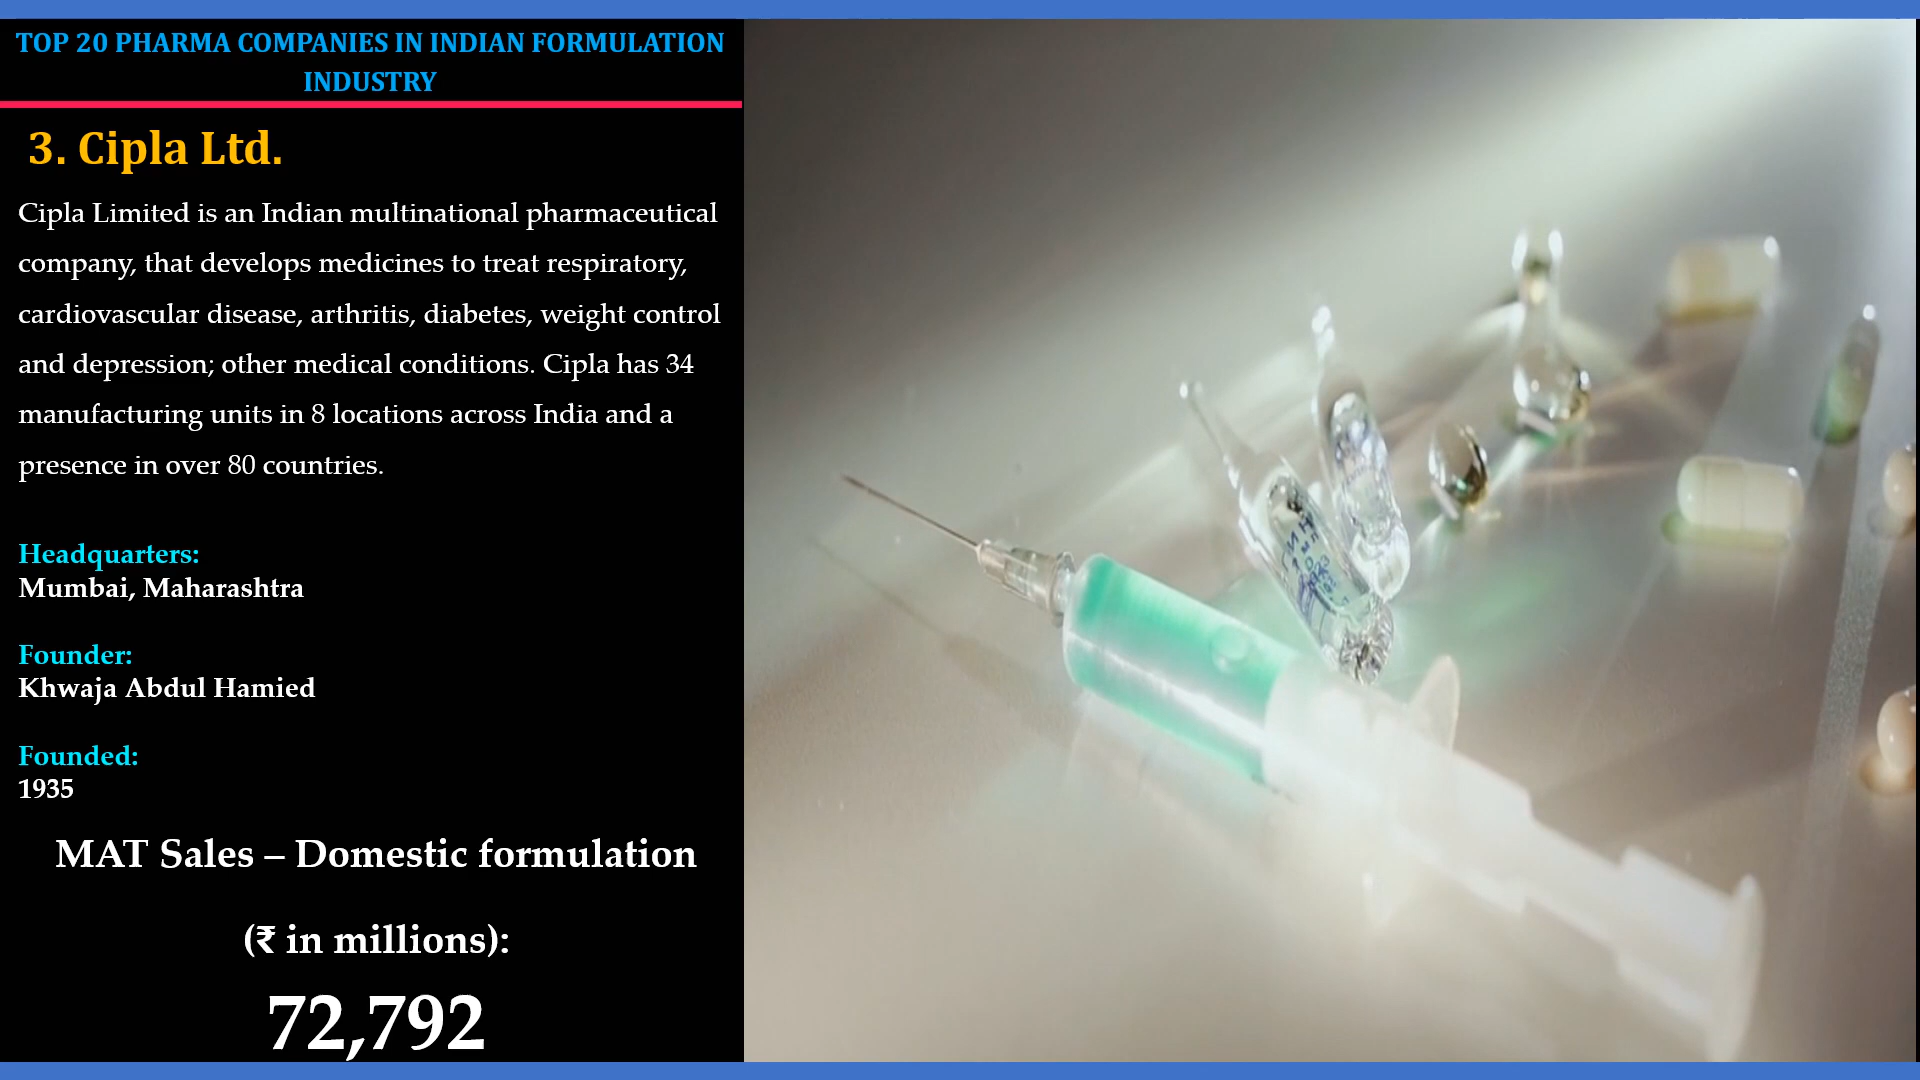 TOP 20 PHARMA COMPANIES IN INDIAN FORMULATION
INDUSTRY
3. Cipla Ltd.
Cipla Limited is an Indian multinational pharmaceutical
company, that develops medicines to treat respiratory,
cardiovascular disease, arthritis, diabetes, weight control
and depression; other medical conditions. Cipla has 34
manufacturing units in 8 locations across India and a
presence in over 80 countries.
Headquarters:
Mumbai, Maharashtra
Founder:
Khwaja Abdul Hamied
Founded:
1935
MAT Sales – Domestic formulation
(₹ in millions):
72,792